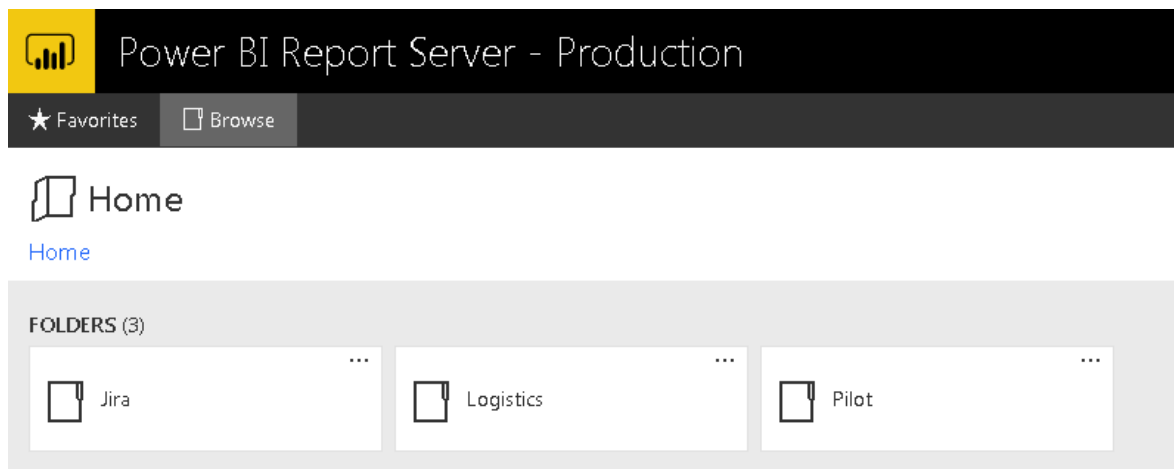 Power BI Report Server - Production
Favorites Browse
Home
Home
FOLDERS (3)
Jira Logistics Pilot